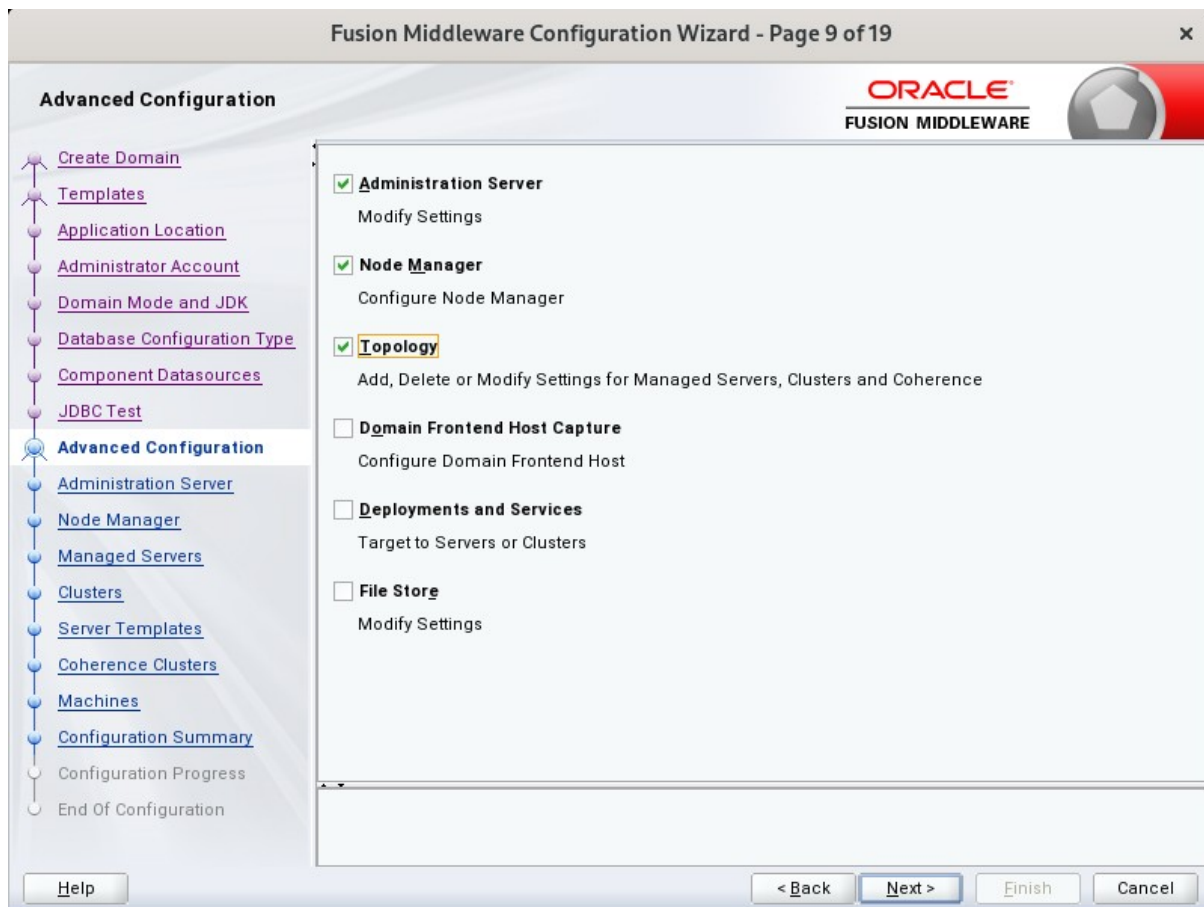 Fusion Middleware Configuration Wizard - Page 9 of 19
×
Advanced Configuration
ORACLE
FUSION MIDDLEWARE
Create Domain
Templates
Application Location
Administrator Account
Domain Mode and JDK
Database Configuration Type
Component Datasources
JDBC Test
Advanced Configuration
Administration Server
Node Manager
Managed Servers
Clusters
Server Templates
Coherence Clusters
Machines
Configuration Summary
Configuration Progress
End Of Configuration
Administration Server
Modify Settings
Node Manager
Configure Node Manager
Topology
Add, Delete or Modify Settings for Managed Servers, Clusters and Coherence
Domain Frontend Host Capture
Configure Domain Frontend Host
Deployments and Services
Target to Servers or Clusters
File Store
Modify Settings
Help
< Back
Next >
Finish
Cancel